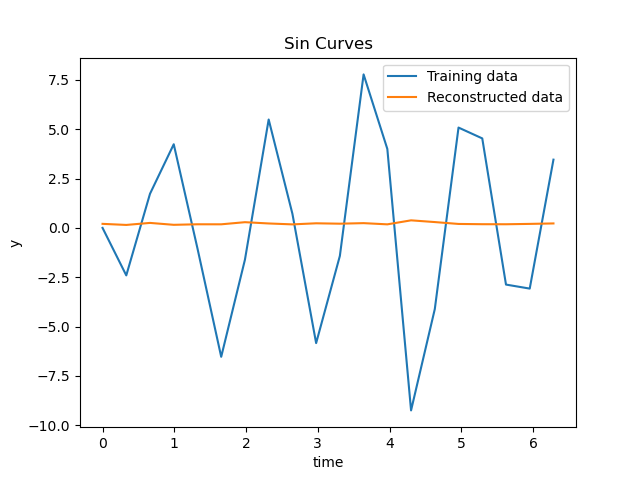 Sin Curves
Training data
Reconstructed data
7.5
5.0
2.5
0.0
−2.5
−5.0
−7.5
−10.0
y
0 1 2 3 4 5 6
time